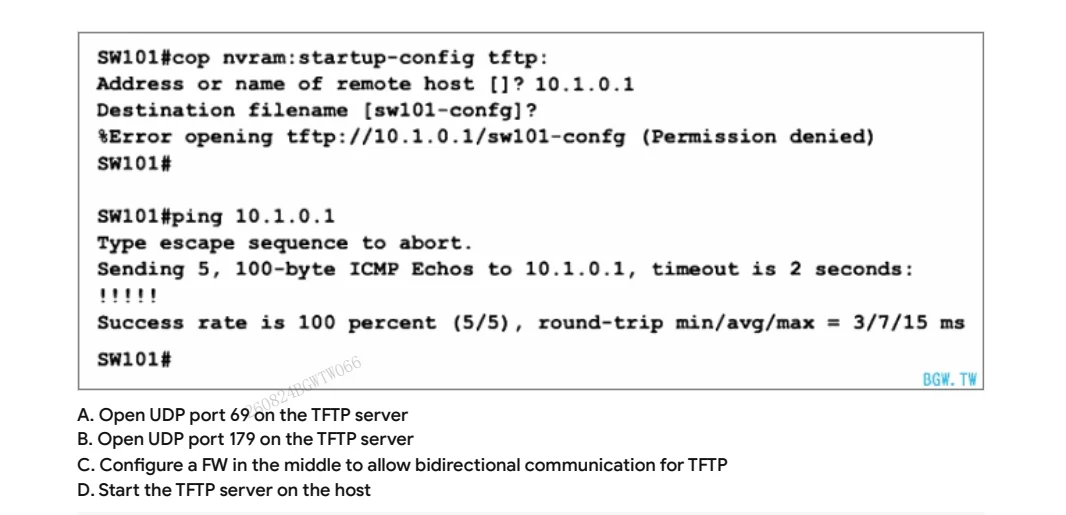 SW101#cop nvram:startup-config tftp:
Address or name of remote host []? 10.1.0.1
Destination filename [sw101-confg]?
%Error opening tftp://10.1.0.1/sw101-confg (Permission denied)
SW101#
SW101#ping 10.1.0.1
Type escape sequence to abort.
Sending 5, 100-byte ICMP Echos to 10.1.0.1, timeout is 2 seconds:
!!!!!
Success rate is 100 percent (5/5), round-trip min/avg/max = 3/7/15 ms
SW101#
BGW.TW
A. Open UDP port 69 on the TFTP server
B. Open UDP port 179 on the TFTP server
C. Configure a FW in the middle to allow bidirectional communication for TFTP
D. Start the TFTP server on the host